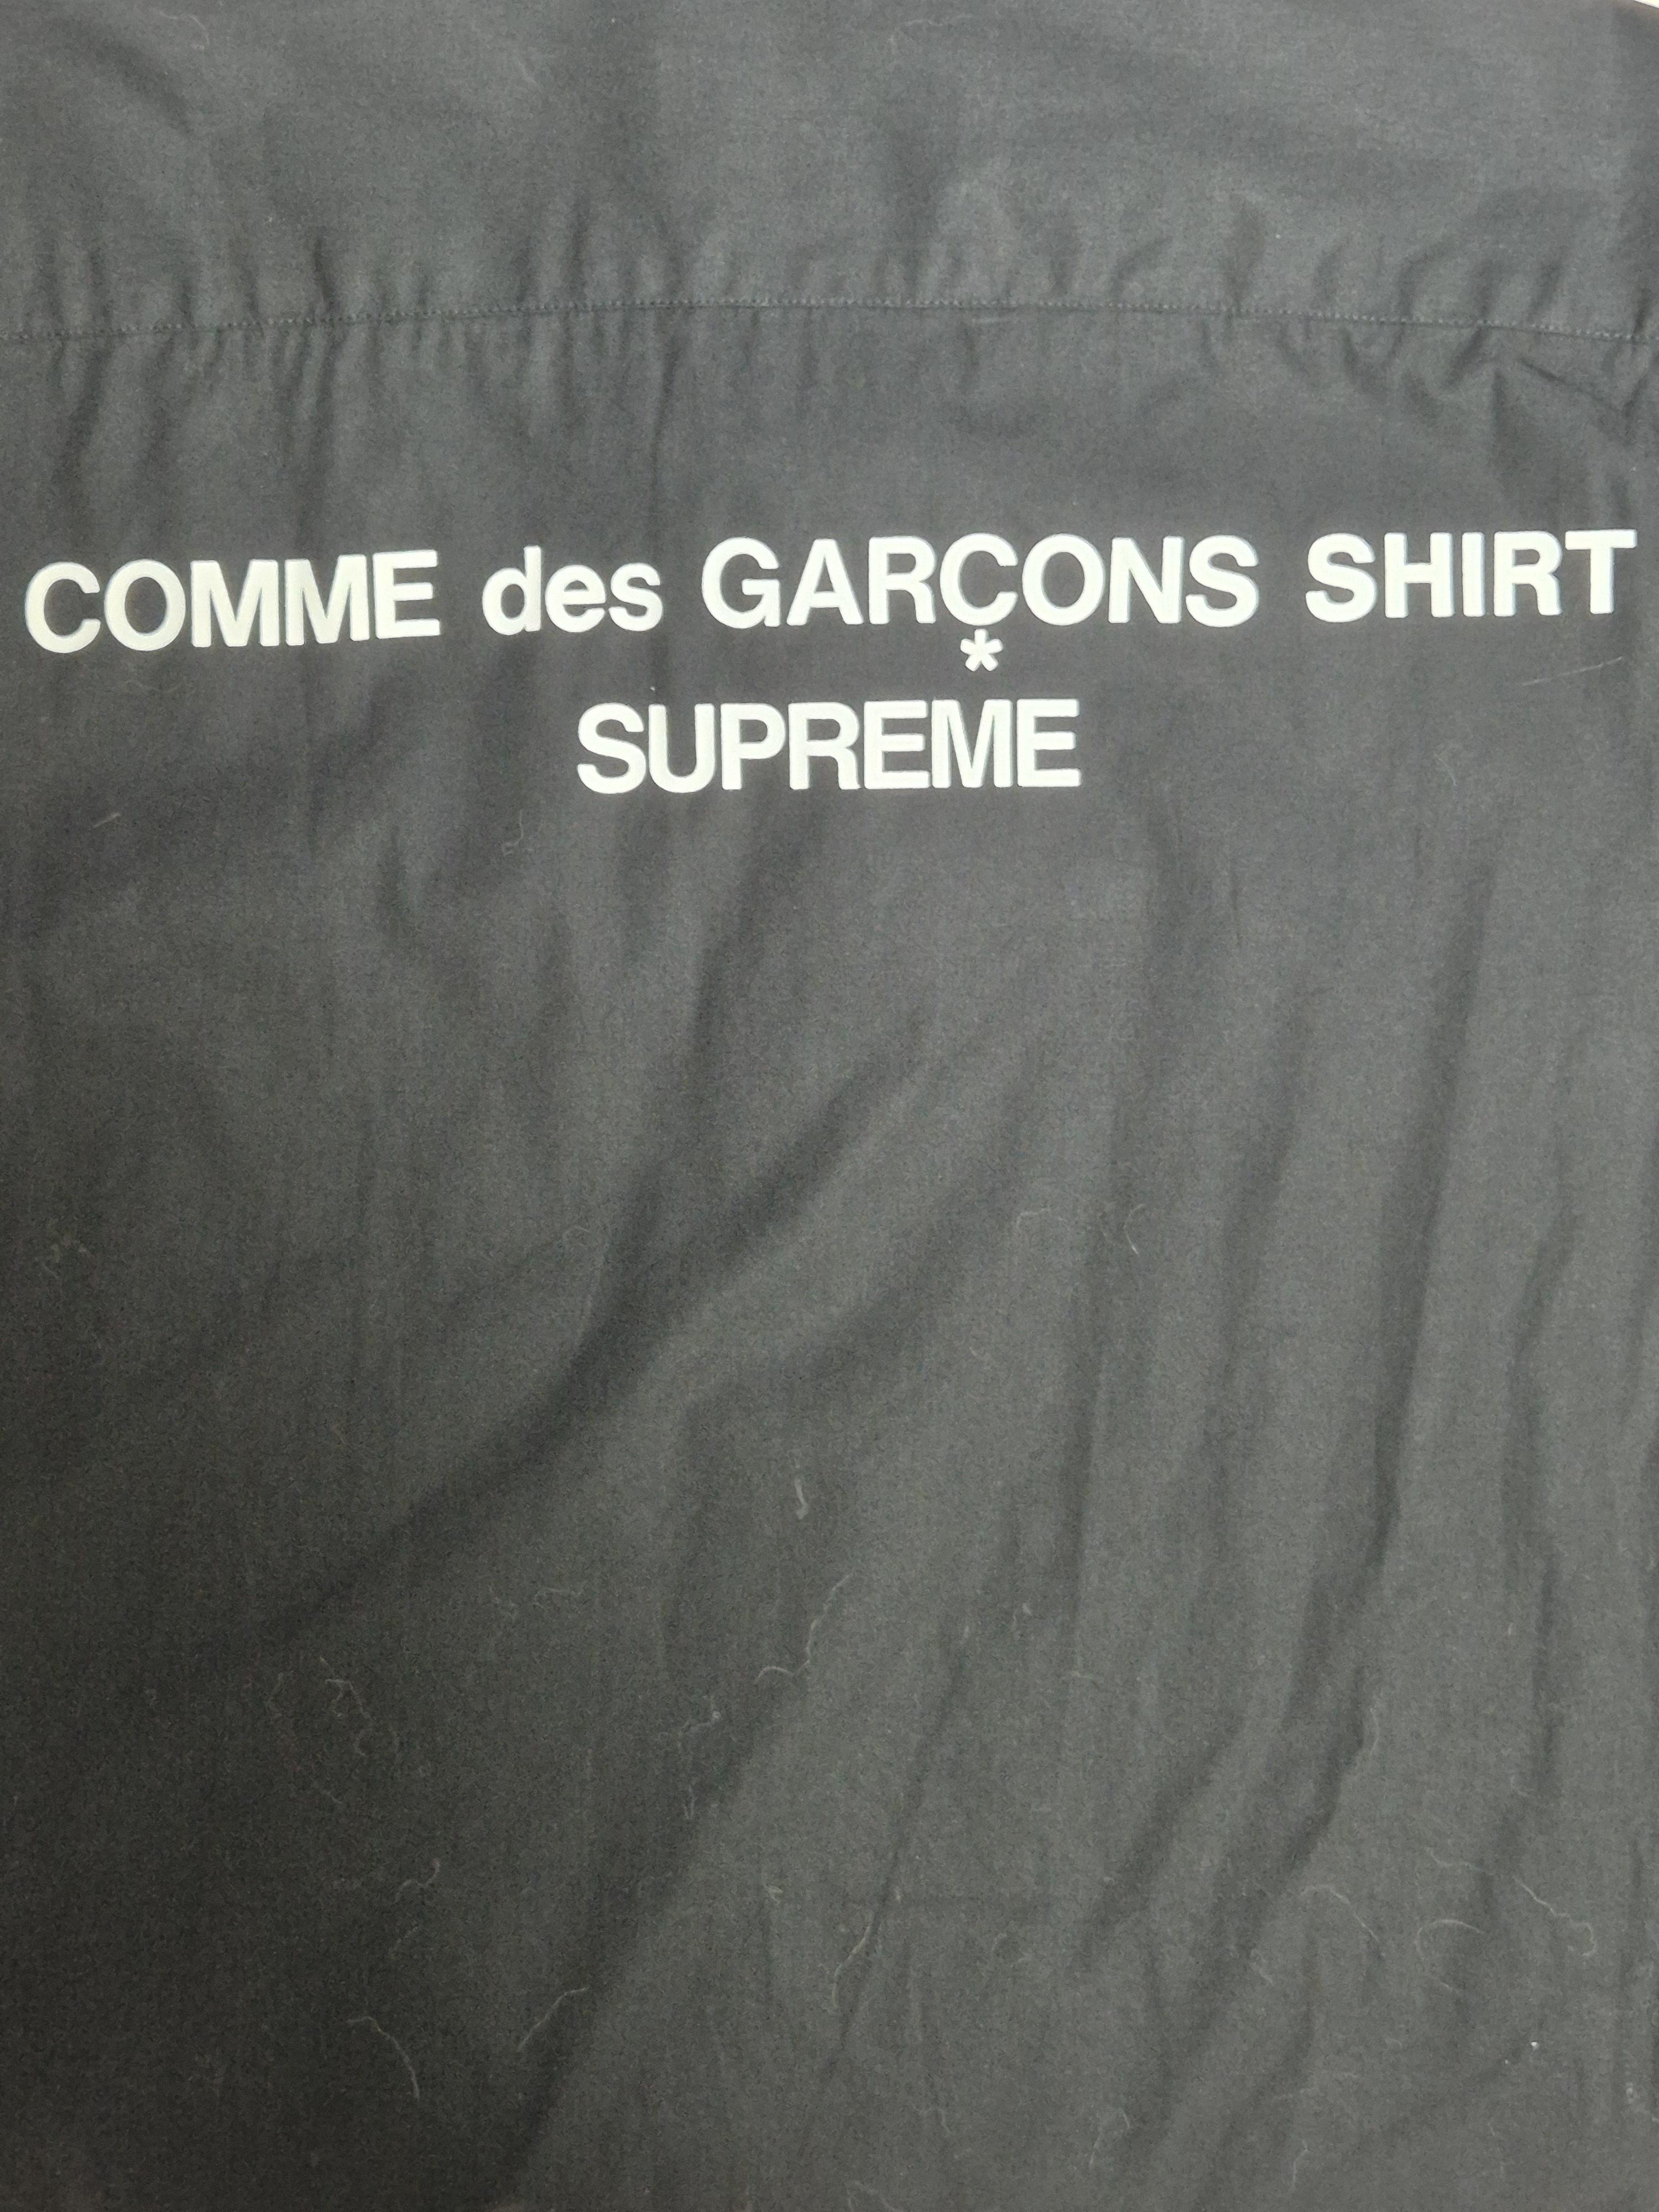 COMME des GARÇONS SHIRT
*
SUPREME